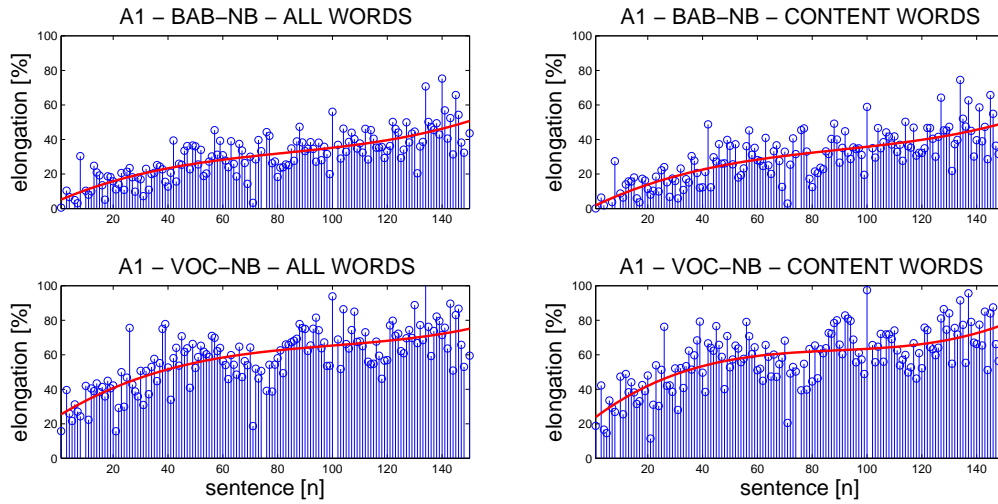 A1 − BAB−NB − ALL WORDS
100
80
60
40
20
0
elongation [%]
20 40 60 80 100 120 140
A1 − BAB−NB − CONTENT WORDS
100
80
60
40
20
0
elongation [%]
20 40 60 80 100 120 140
A1 − VOC−NB − ALL WORDS
100
80
60
40
20
0
elongation [%]
20 40 60 80 100 120 140
sentence [n]
A1 − VOC−NB − CONTENT WORDS
100
80
60
40
20
0
elongation [%]
20 40 60 80 100 120 140
sentence [n]